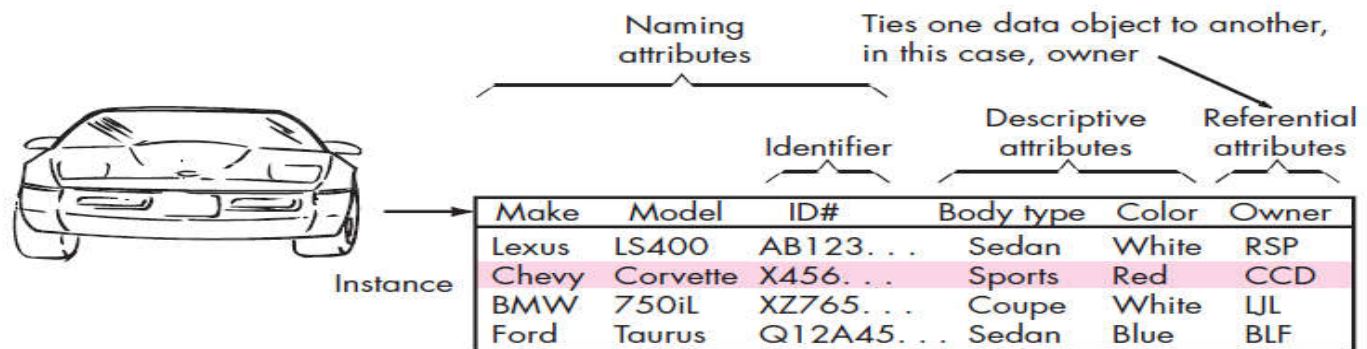 Naming
attributes
Ties one data object to another,
in this case, owner
Identifier
Descriptive
attributes
Referential
attributes
Instance
Make Model ID# Body type Color Owner
Lexus LS400 AB123. . . Sedan White RSP
Chevy Corvette X456. . . Sports Red CCD
BMW 750iL XZ765. . . Coupe White LJL
Ford Taurus Q12A45. . . Sedan Blue BLF